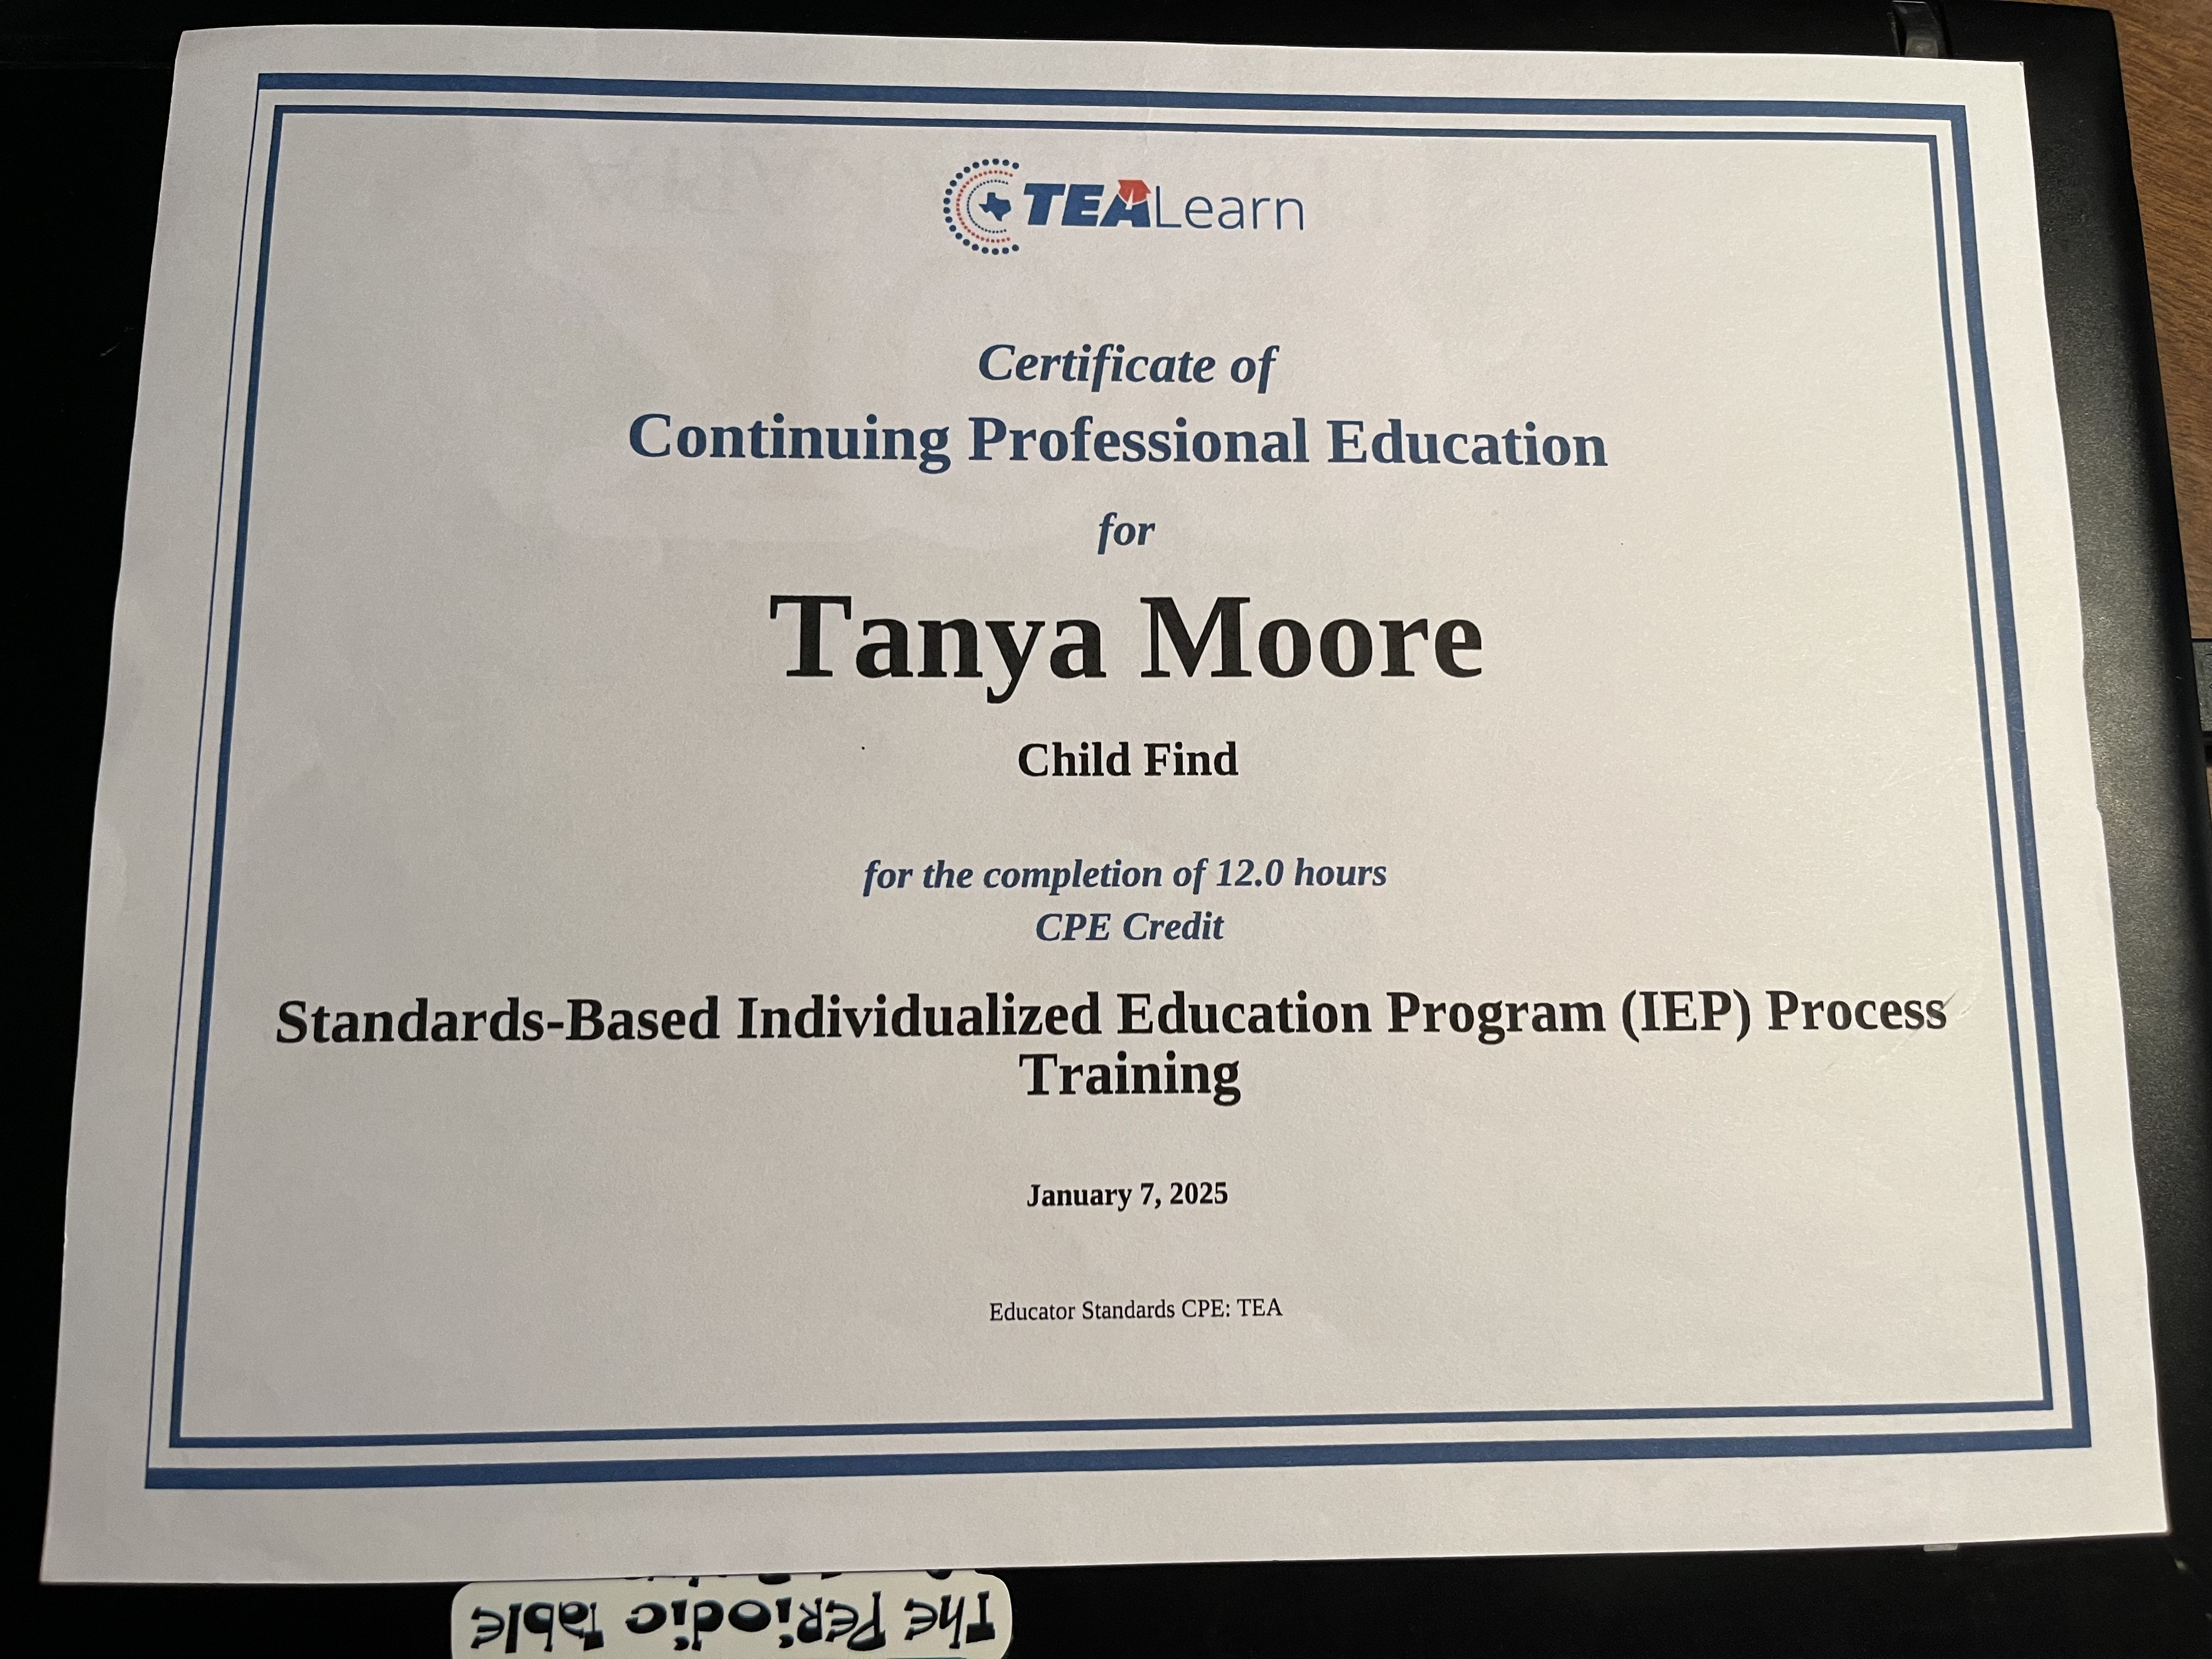 TEALearn
Certificate of
Continuing Professional Education
for
Tanya Moore
Child Find
for the completion of 12.0 hours
CPE Credit
Standards-Based Individualized Education Program (IEP) Process
Training
January 7, 2025
Educator Standards CPE: TEA
The Periodic Table